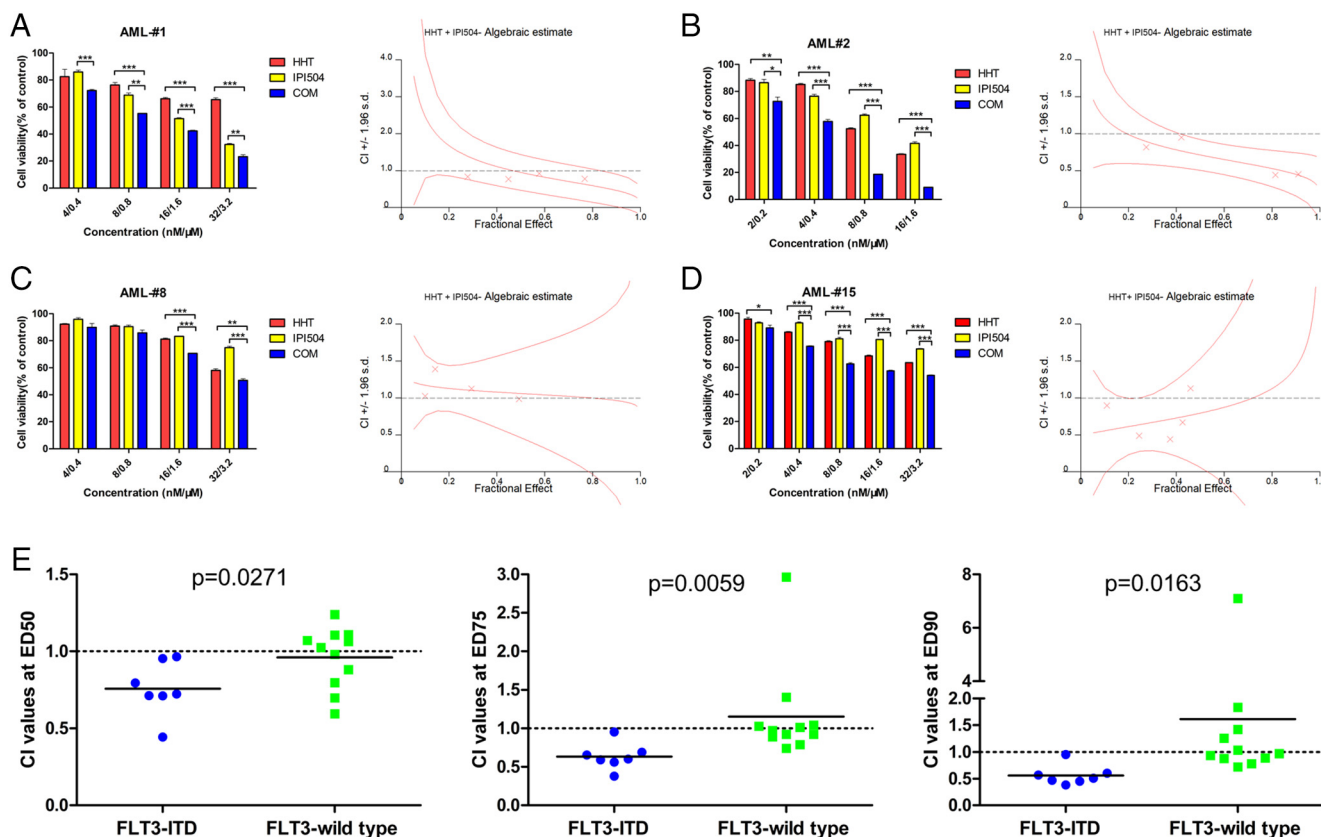 A
AML-#1
Cell viability(% of control)
100
80
60
40
20
0
*** *** ** *** *** *** **
HHT
IPI504
COM
4/0.4 8/0.8 16/1.6 32/3.2
Concentration (nM/µM)
HHT + IPI504- Algebraic estimate
CI +/- 1.96 s.d.
5.0
4.0
3.0
2.0
1.0
0
0 0.2 0.4 0.6 0.8 1.0
Fractional Effect
B
AML#2
Cell viability(% of control)
100
80
60
40
20
0
** * *** *** *** *** *** ***
HHT
IPI504
COM
2/0.2 4/0.4 8/0.8 16/1.6
Concentration (nM/µM)
HHT + IPI504- Algebraic estimate
CI +/- 1.96 s.d.
2.0
1.5
1.0
0.5
0
0 0.2 0.4 0.6 0.8 1.0
Fractional Effect
C
AML-#8
Cell viability(% of control)
100
80
60
40
20
0
*** *** ** ***
HHT
IPI504
COM
4/0.4 8/0.8 16/1.6 32/3.2
Concentration (nM/µM)
HHT + IPI504- Algebraic estimate
CI +/- 1.96 s.d.
2.0
1.5
1.0
0.5
0 0.2 0.4 0.6 0.8 1.0
Fractional Effect
D
AML-#15
Cell viability(% of control)
100
80
60
40
20
0
* *** *** *** *** *** *** *** ***
HHT
IPI504
COM
2/0.2 4/0.4 8/0.8 16/1.6 32/3.2
Concentration (nM/µM)
HHT+ IPI504- Algebraic estimate
CI +/- 1.96 s.d.
2.0
1.5
1.0
0.5
0 0.2 0.4 0.6 0.8 1.0
Fractional Effect
E
p=0.0271
CI values at ED50
1.5
1.0
0.5
0.0
FLT3-ITD FLT3-wild type
p=0.0059
CI values at ED75
3.0
2.5
2.0
1.5
1.0
0.5
0.0
FLT3-ITD FLT3-wild type
p=0.0163
CI values at ED90
8
6
4
2.0
1.5
1.0
0.5
0.0
FLT3-ITD FLT3-wild type